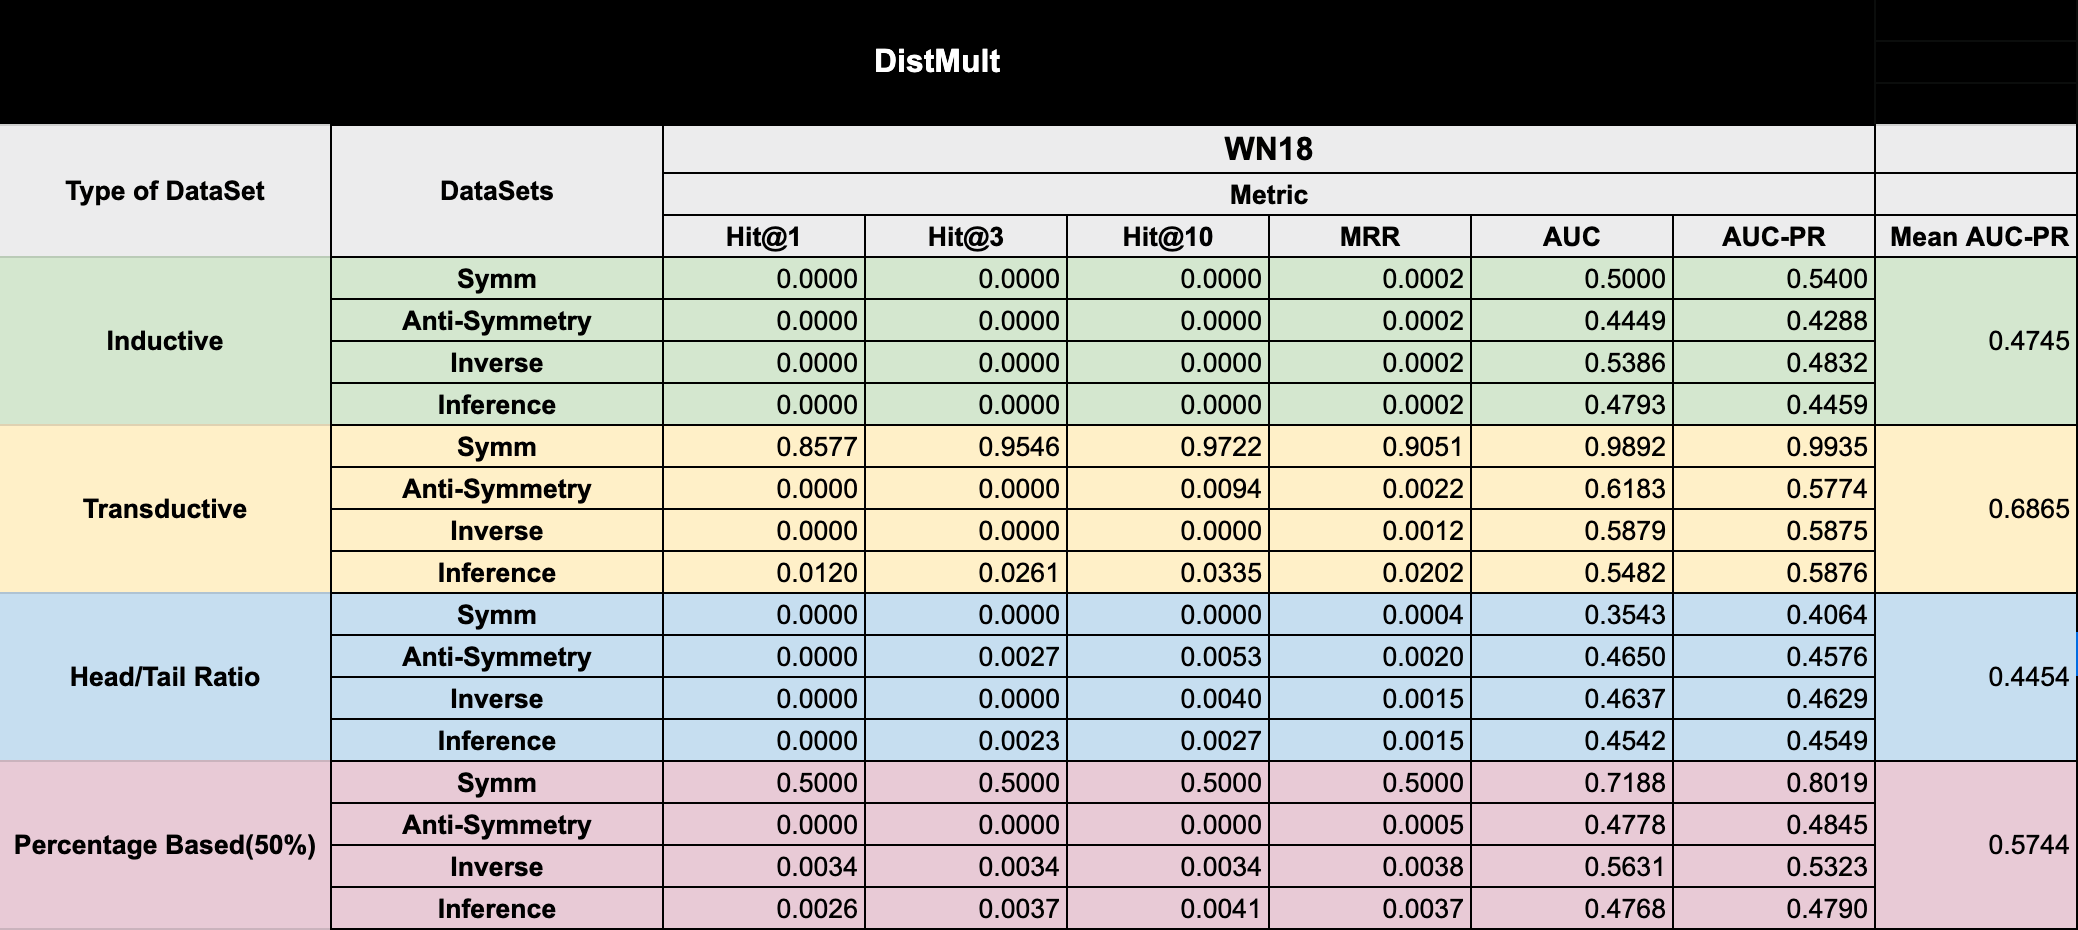 DistMult
Type of DataSet DataSets WN18
Metric
Hit@1 Hit@3 Hit@10 MRR AUC AUC-PR Mean AUC-PR
Inductive Symm 0.0000 0.0000 0.0000 0.0002 0.5000 0.5400 0.4745
Anti-Symmetry 0.0000 0.0000 0.0000 0.0002 0.4449 0.4288
Inverse 0.0000 0.0000 0.0000 0.0002 0.5386 0.4832
Inference 0.0000 0.0000 0.0000 0.0002 0.4793 0.4459
Transductive Symm 0.8577 0.9546 0.9722 0.9051 0.9892 0.9935 0.6865
Anti-Symmetry 0.0000 0.0000 0.0094 0.0022 0.6183 0.5774
Inverse 0.0000 0.0000 0.0000 0.0012 0.5879 0.5875
Inference 0.0120 0.0261 0.0335 0.0202 0.5482 0.5876
Head/Tail Ratio Symm 0.0000 0.0000 0.0000 0.0004 0.3543 0.4064 0.4454
Anti-Symmetry 0.0000 0.0027 0.0053 0.0020 0.4650 0.4576
Inverse 0.0000 0.0000 0.0040 0.0015 0.4637 0.4629
Inference 0.0000 0.0023 0.0027 0.0015 0.4542 0.4549
Percentage Based(50%) Symm 0.5000 0.5000 0.5000 0.5000 0.7188 0.8019 0.5744
Anti-Symmetry 0.0000 0.0000 0.0000 0.0005 0.4778 0.4845
Inverse 0.0034 0.0034 0.0034 0.0038 0.5631 0.5323
Inference 0.0026 0.0037 0.0041 0.0037 0.4768 0.4790